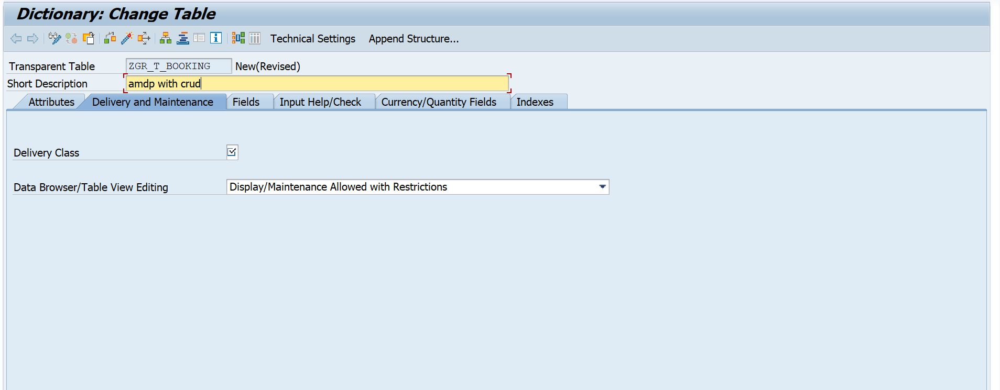 Dictionary: Change Table
Technical Settings Append Structure...
Transparent Table ZGR_T_BOOKING New(Revised)
Short Description amdp with crud
Attributes Delivery and Maintenance Fields Input Help/Check Currency/Quantity Fields Indexes
Delivery Class
Data Browser/Table View Editing Display/Maintenance Allowed with Restrictions